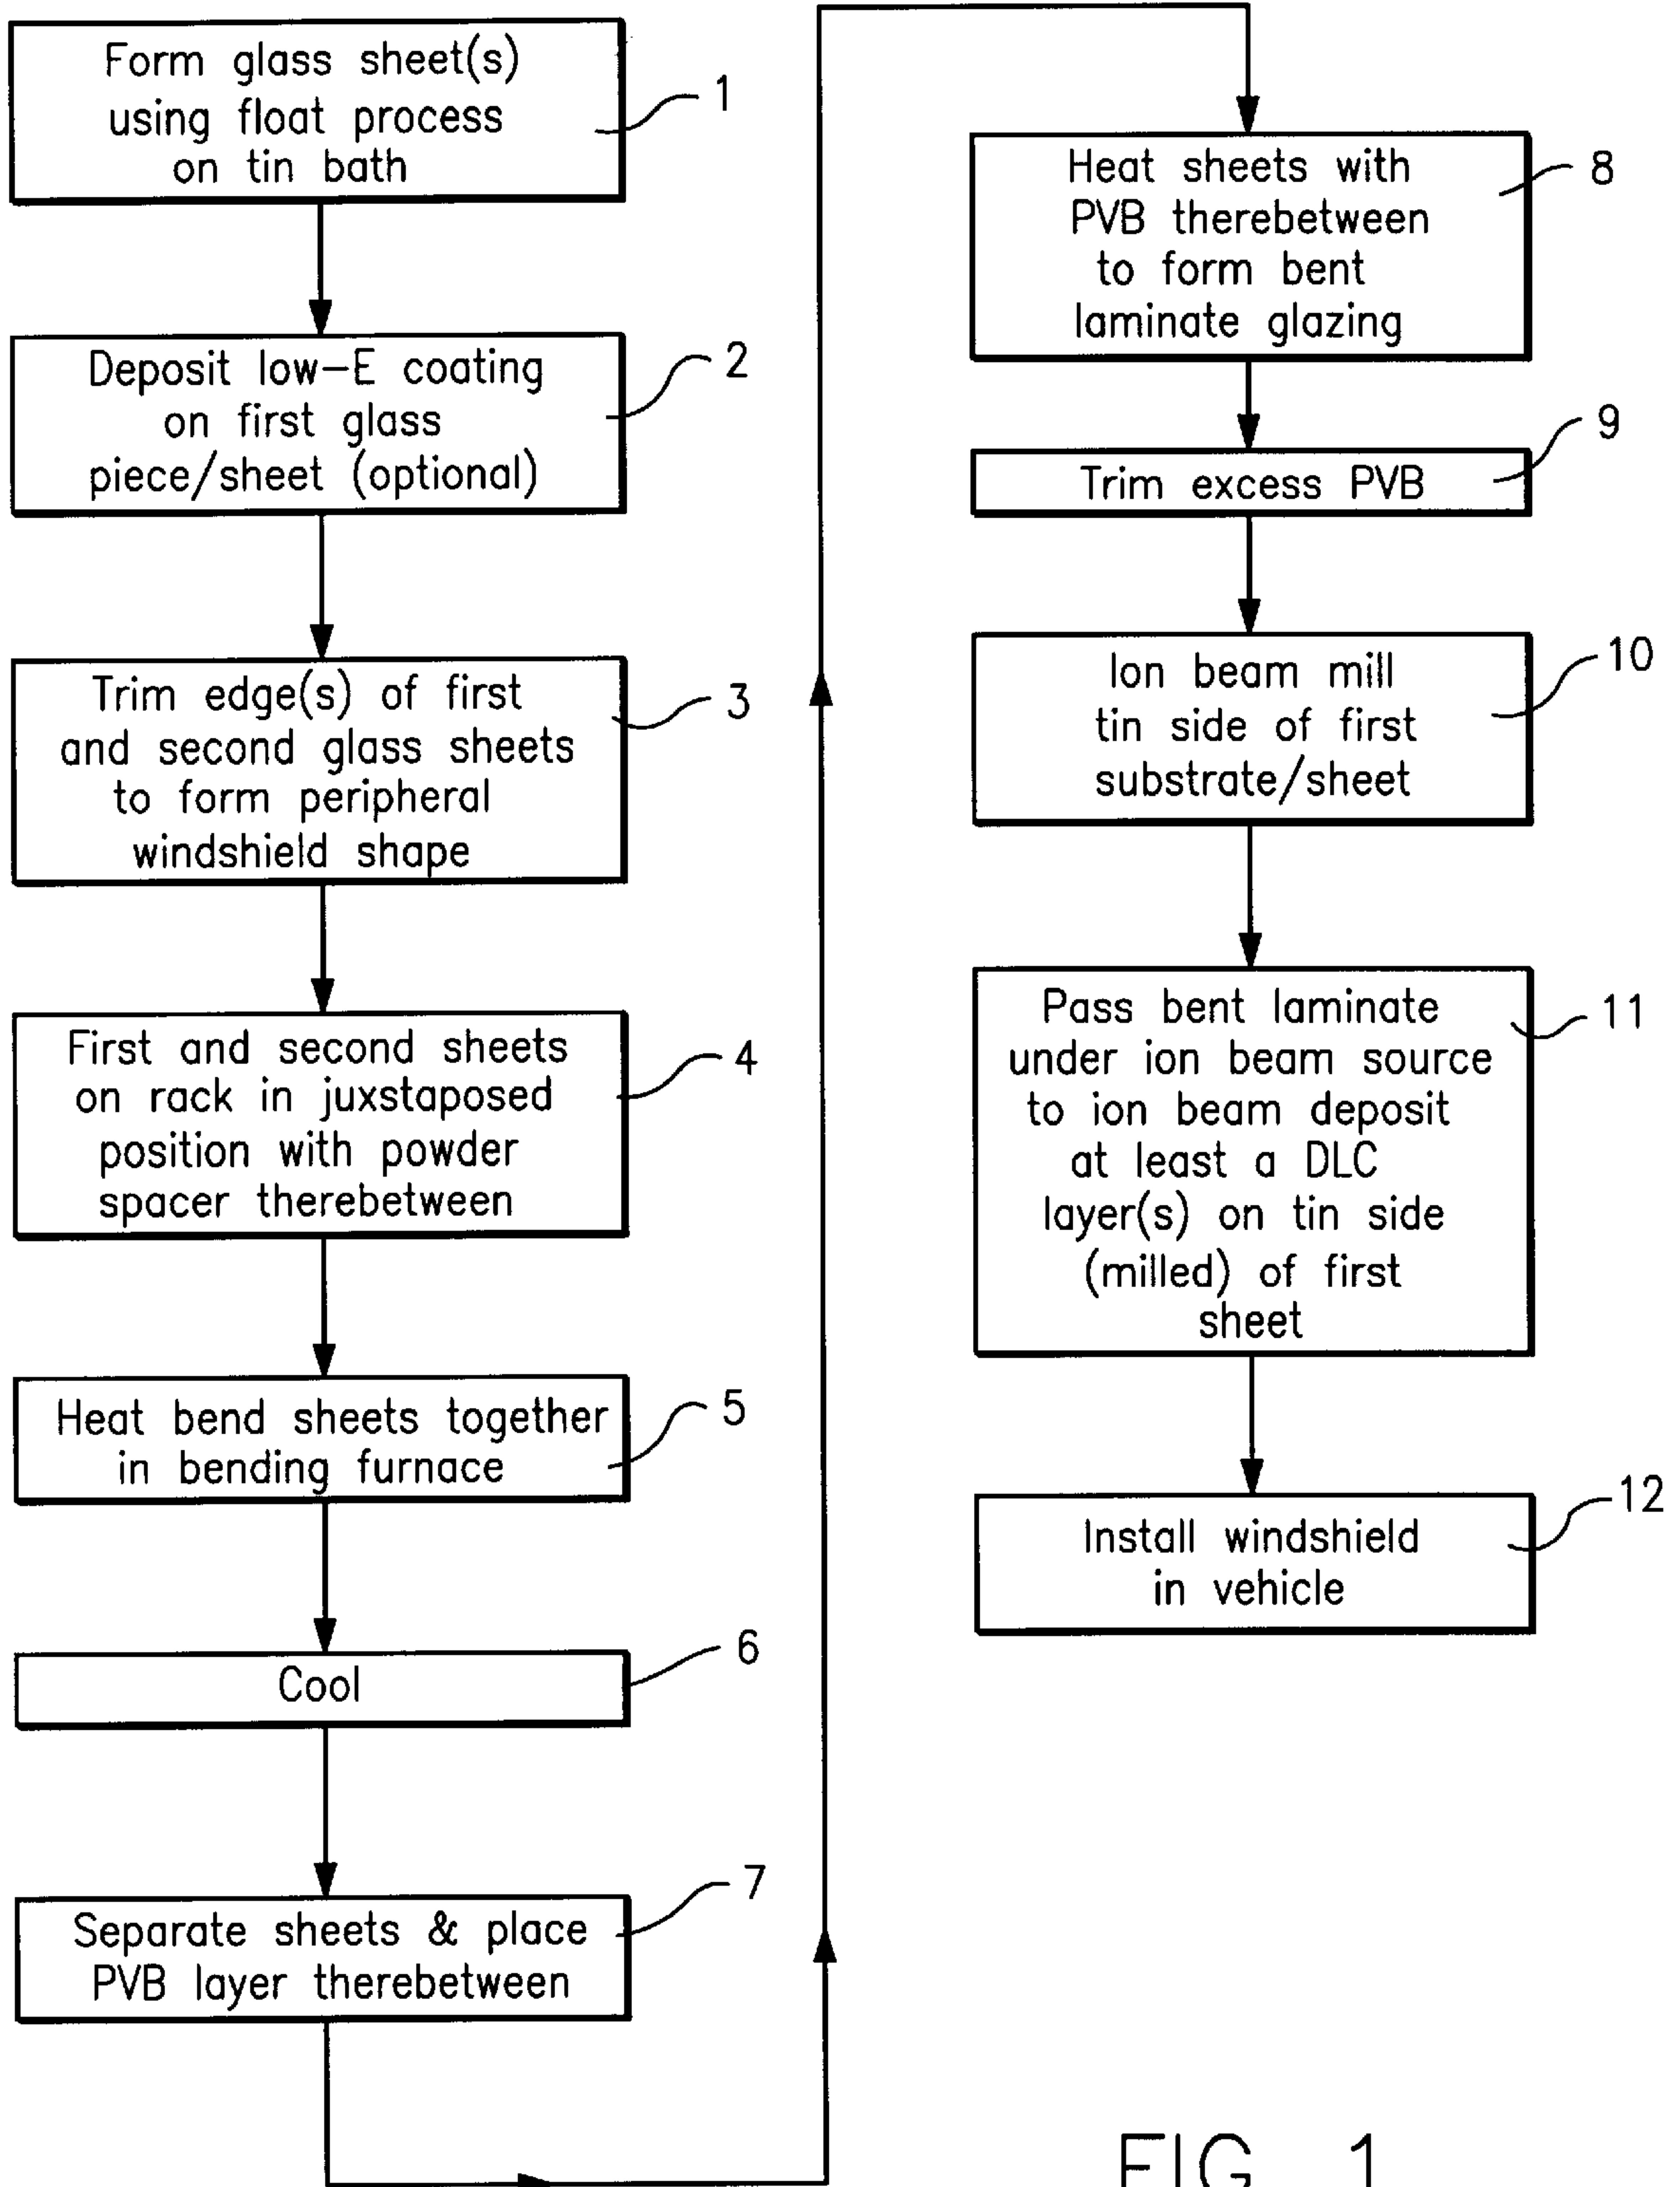 Form glass sheet(s)
using float process
on tin bath
1
Deposit low-E coating
on first glass
piece/sheet (optional)
2
Trim edge(s) of first
and second glass sheets
to form peripheral
windshield shape
3
First and second sheets
on rack in juxstaposed
position with powder
spacer therebetween
4
Heat bend sheets together
in bending furnace
5
Cool
6
Separate sheets & place
PVB layer therebetween
7
Heat sheets with
PVB therebetween
to form bent
laminate glazing
8
Trim excess PVB
9
Ion beam mill
tin side of first
substrate/sheet
10
Pass bent laminate
under ion beam source
to ion beam deposit
at least a DLC
layer(s) on tin side
(milled) of first
sheet
11
Install windshield
in vehicle
12
FIG. 1